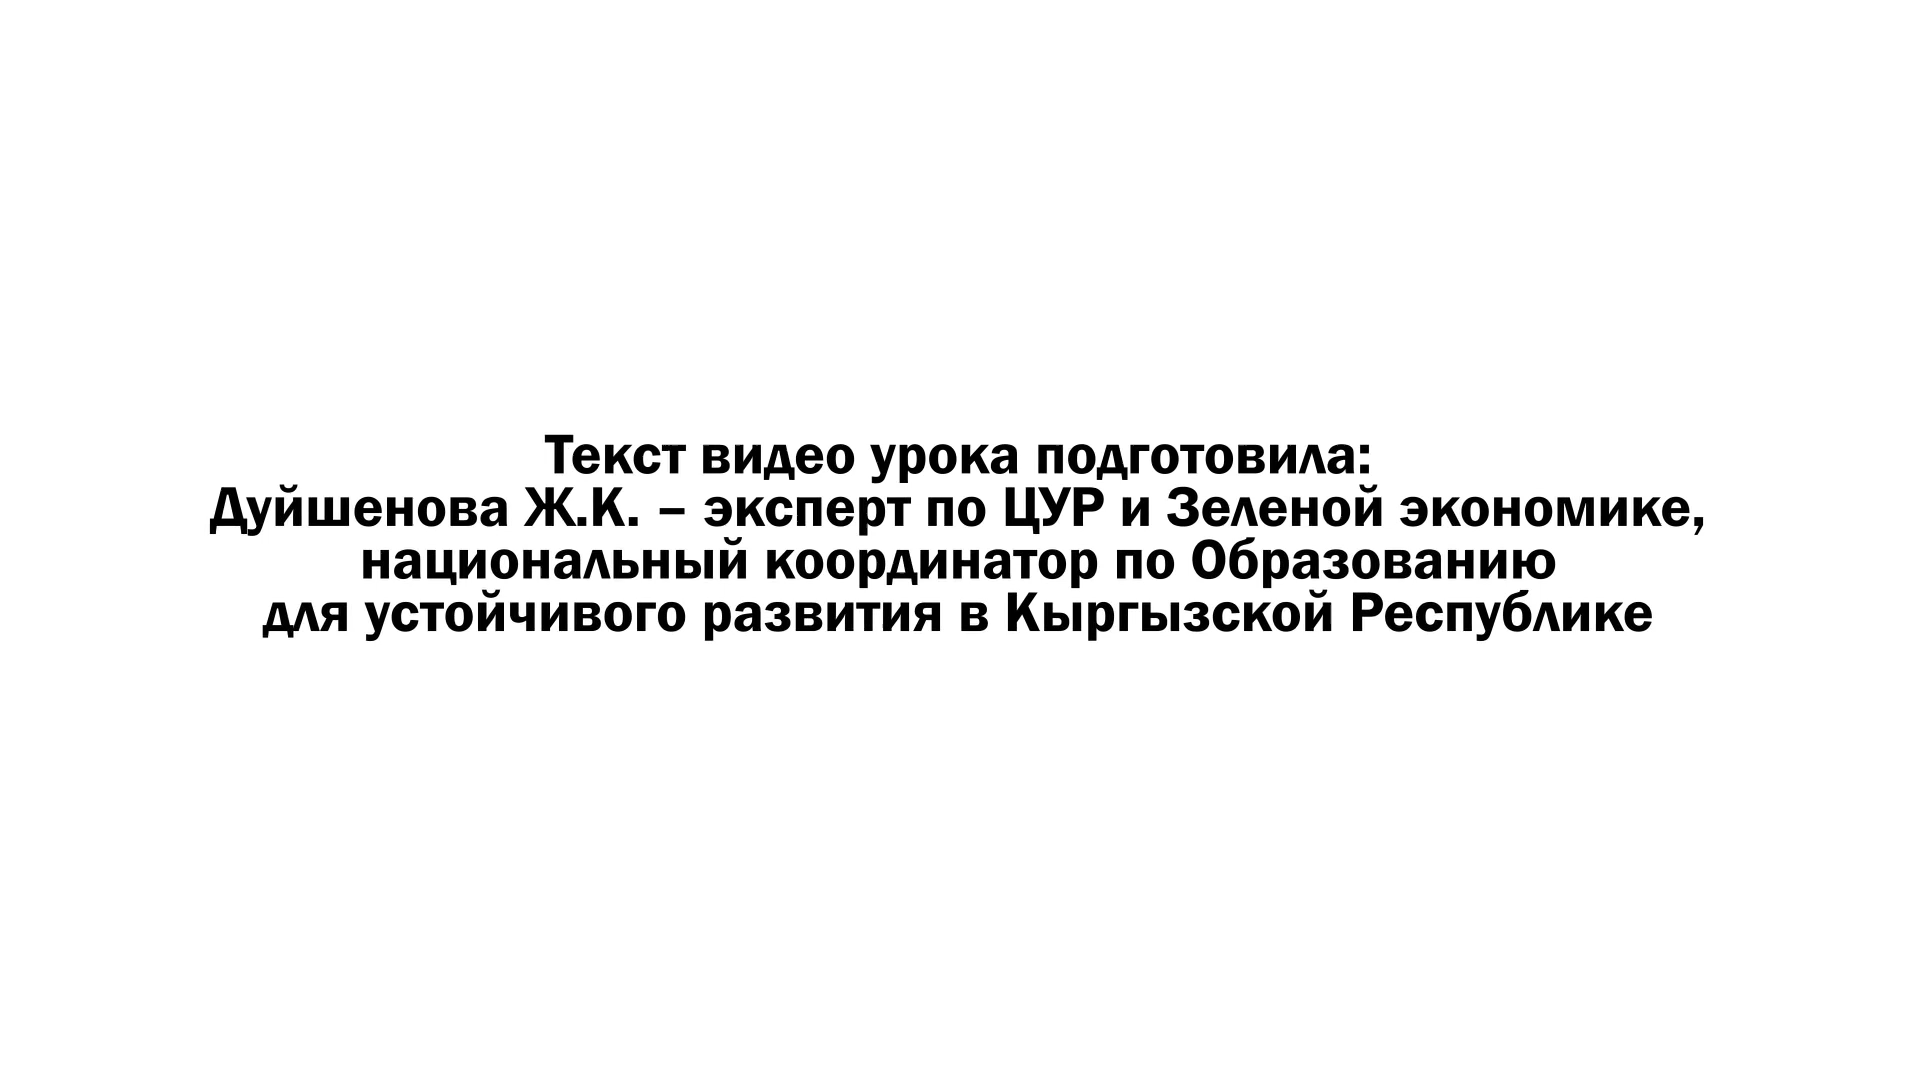 Текст видео урока подготовила:
Дуйшенова Ж.К. – эксперт по ЦУР и Зеленой экономике,
национальный координатор по Образованию
для устойчивого развития в Кыргызской Республике